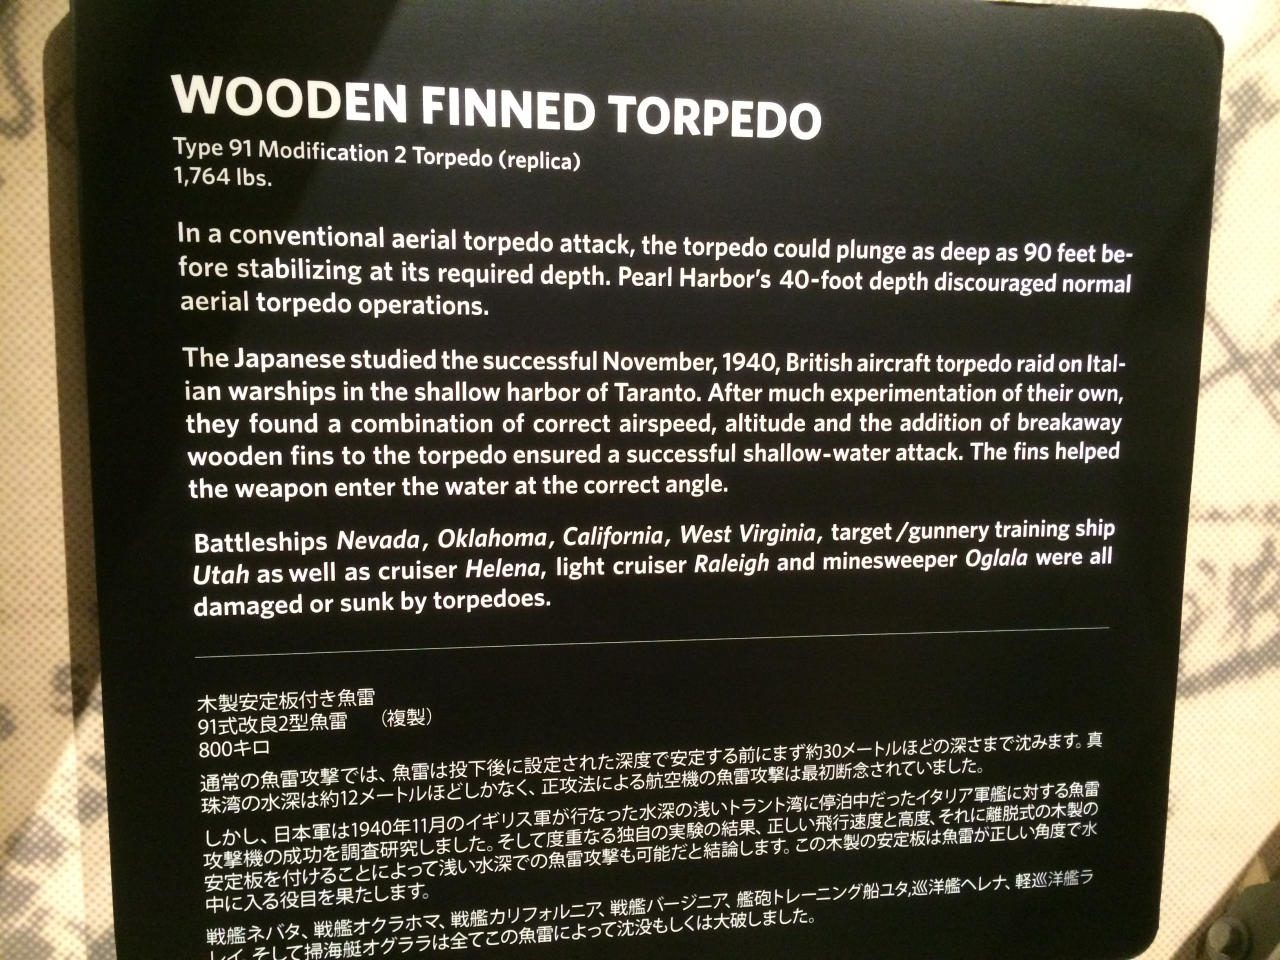 WOODEN FINNED TORPEDO
Type 91 Modification 2 Torpedo (replica)
1,764 lbs.
In a conventional aerial torpedo attack, the torpedo could plunge as deep as 90 feet be-
fore stabilizing at its required depth. Pearl Harbor's 40-foot depth discouraged normal
aerial torpedo operations.
The Japanese studied the successful November, 1940, British aircraft torpedo raid on Ital-
ian warships in the shallow harbor of Taranto. After much experimentation of their own,
they found a combination of correct airspeed, altitude and the addition of breakaway
wooden fins to the torpedo ensured a successful shallow-water attack. The fins helped
the weapon enter the water at the correct angle.
Battleships Nevada, Oklahoma, California, West Virginia, target/gunnery training ship
Utah as well as cruiser Helena, light cruiser Raleigh and minesweeper Oglala were all
damaged or sunk by torpedoes.
木製安定板付き魚雷
91式改良2型魚雷 （複製）
800キロ
通常の魚雷攻撃では、魚雷は投下後に設定された深度で安定する前にまず約30メートルほどの深さまで沈みます。真
珠湾の水深は約12メートルほどしかなく、正攻法による航空機の魚雷攻撃は最初断念されていました。
しかし、日本軍は1940年11月のイギリス軍が行なった水深の浅いトラント湾に停泊中だったイタリア軍艦に対する魚雷
攻撃機の成功を調査研究しました。そして度重なる独自の実験の結果、正しい飛行速度と高度、それに離脱式の木製の
安定板を付けることによって浅い水深での魚雷攻撃も可能だと結論します。この木製の安定板は魚雷が正しい角度で水
中に入る役目を果たします。
戦艦ネバタ、戦艦オクラホマ、戦艦カリフォルニア、戦艦バージニア、艦砲トレーニング船ユタ,巡洋艦ヘレナ、軽巡洋艦ラ
レイ、そして掃海艇オグララは全てこの魚雷によって沈没もしくは大破しました。